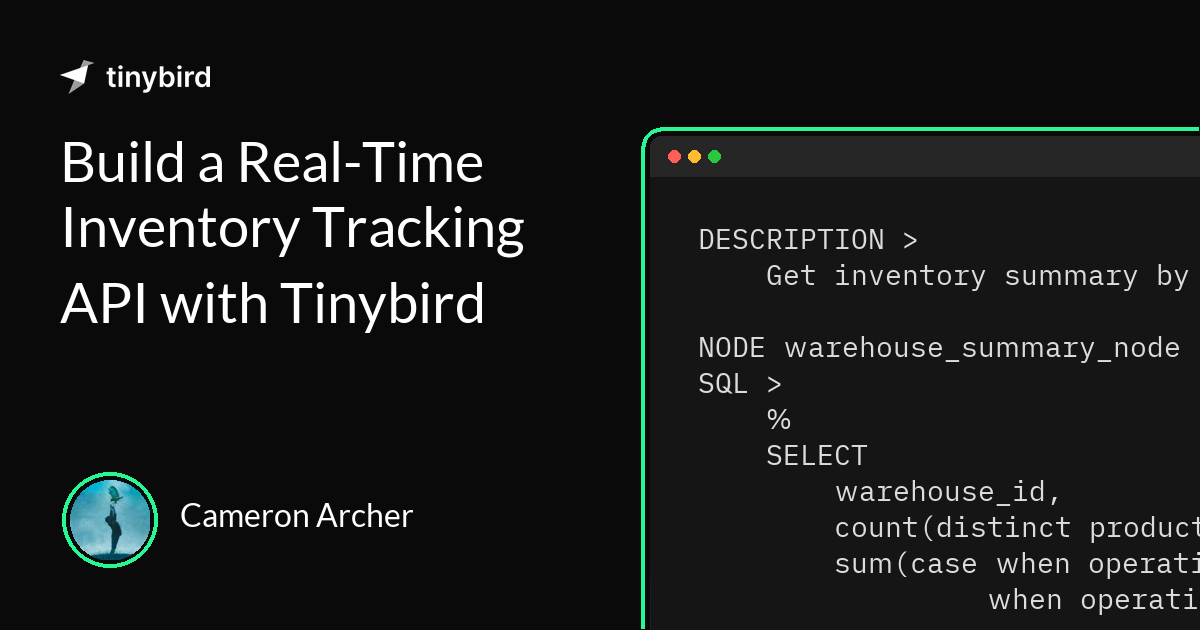 tinybird
Build a Real-Time
Inventory Tracking
API with Tinybird
Cameron Archer
DESCRIPTION >
Get inventory summary by
NODE warehouse_summary_node
SQL >
%
SELECT
warehouse_id,
count(distinct product
sum(case when operati
when operati